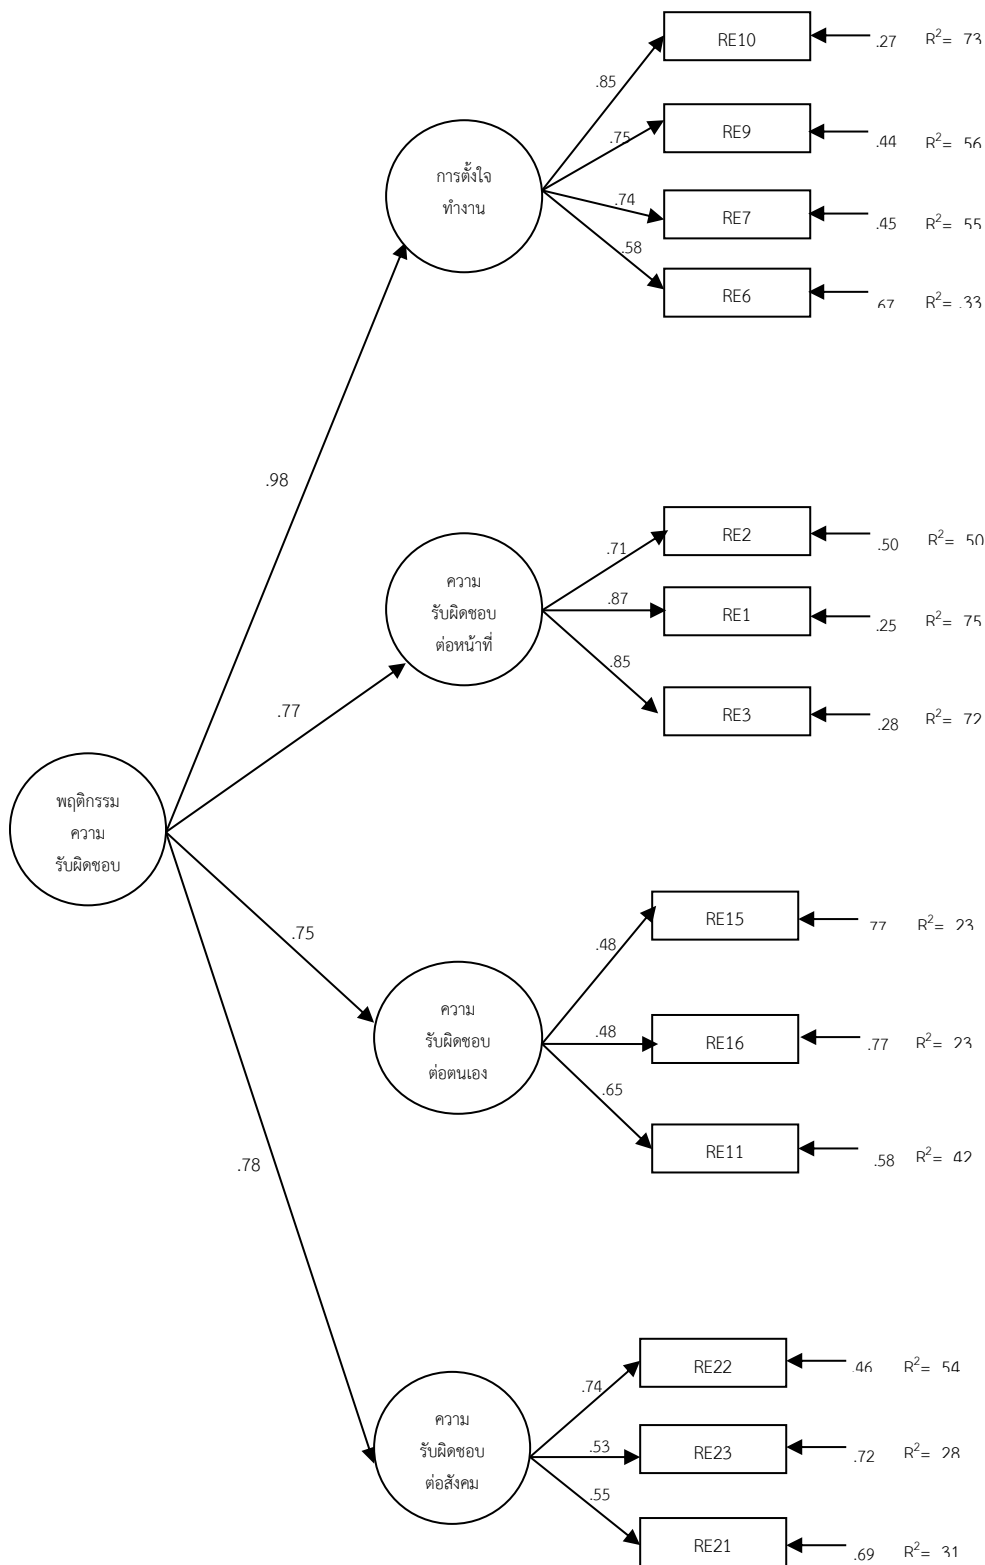 RE10
.27 R²= .73
.85
RE9
.44 R²= .56
.75
การตั้งใจ
ทำงาน
RE7
.45 R²= .55
.74
.58
RE6
.67 R²= .33
.98
RE2
.50 R²= .50
.71
ความ
รับผิดชอบ
ต่อหน้าที่
.87
RE1
.25 R²= .75
.85
RE3
.28 R²= .72
.77
พฤติกรรม
ความ
รับผิดชอบ
RE15
.77 R²= .23
.75
.48
ความ
รับผิดชอบ
ต่อตนเอง
.48
RE16
.77 R²= .23
.65
RE11
.58 R²= .42
.78
RE22
.46 R²= .54
.74
ความ
รับผิดชอบ
ต่อสังคม
.53
RE23
.72 R²= .28
.55
RE21
.69 R²= .31